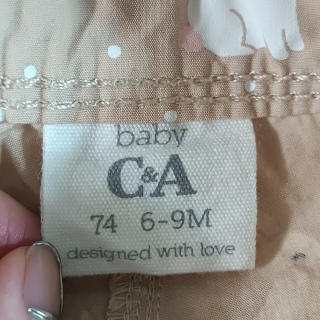 baby
C&A
74 6-9M
designed with love